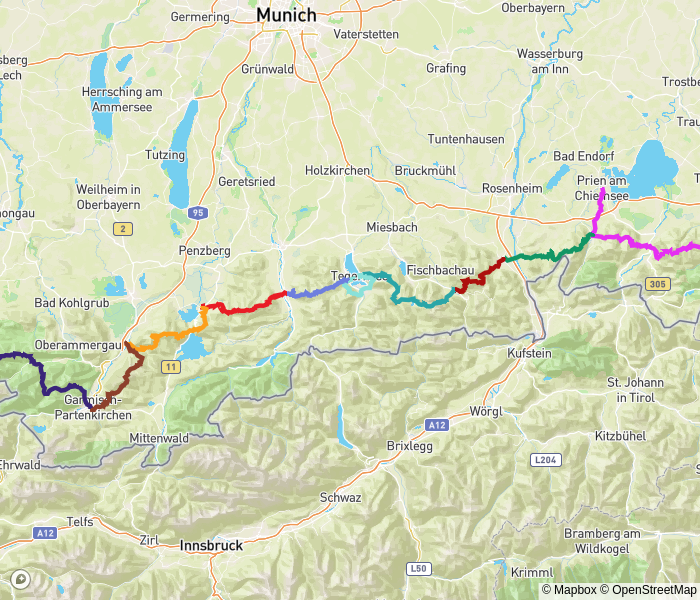 Oberbayern
Germering
Munich
Vaterstetten
sberg
Lech
Wasserburg
am Inn
Grünwald
Grafing
Herrsching am
Ammersee
Trostbe
Trau
Tuntenhausen
Tutzing
Bad Endorf
Holzkirchen
Bruckmühl
Prien am
Chiemsee
Geretsried
Rosenheim
Weilheim in
Oberbayern
ongau
95
2
Miesbach
Penzberg
Fischbachau
305
Bad Kohlgrub
Oberammergau
Kufstein
11
St. Johann
in Tirol
Garmisch-
Partenkirchen
Wörgl
A12
Mittenwald
Kitzbühel
Brixlegg
Ehrwald
L204
Schwaz
Telfs
A12
Zirl
Bramberg am
Wildkogel
Innsbruck
L50
Krimml
© Mapbox © OpenStreetMap